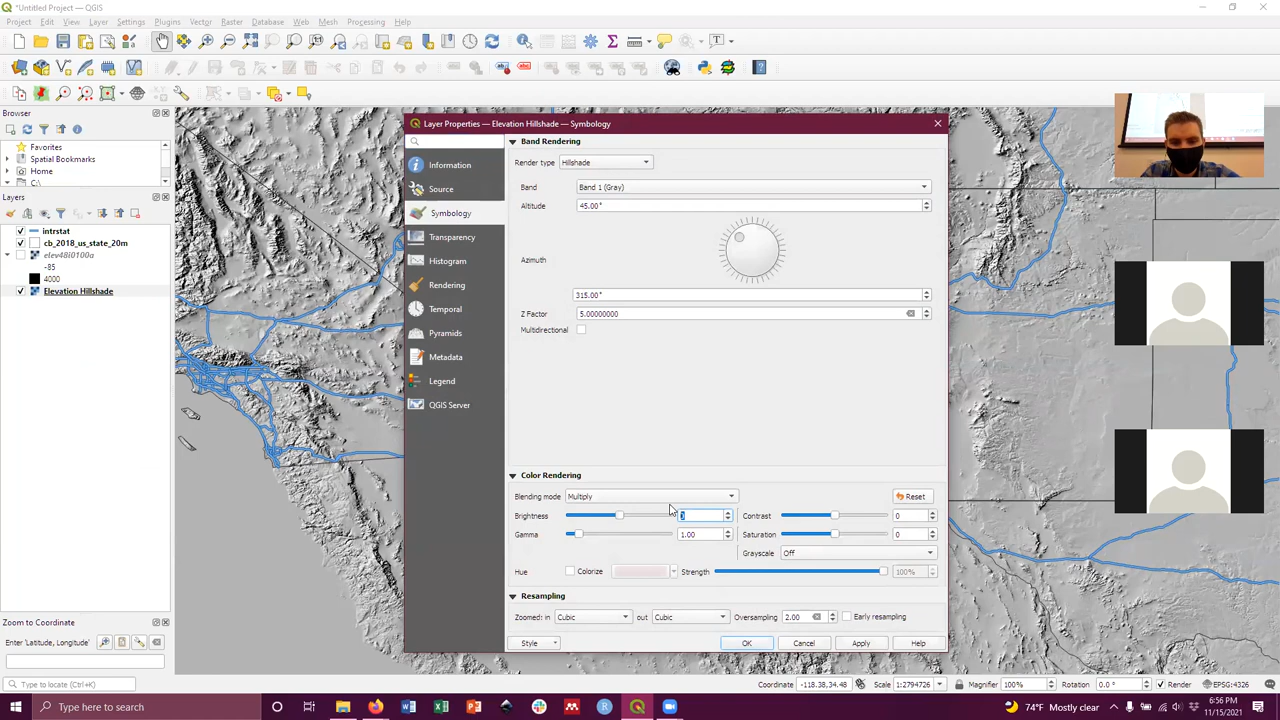 *Untitled Project — QGIS
Project Edit View Layer Settings Plugins Vector Raster Database Web Mesh Processing Help
Browser
Favorites
Spatial Bookmarks
Home
C:\
Layers
intrstat
cb_2018_us_state_20m
elev48i0100a
-85
4000
Elevation Hillshade
Zoom to Coordinate
Enter 'Latitude, Longitude'
Layer Properties — Elevation Hillshade — Symbology
Information
Source
Symbology
Transparency
Histogram
Rendering
Temporal
Pyramids
Metadata
Legend
QGIS Server
Band Rendering
Render type Hillshade
Band Band 1 (Gray)
Altitude 45.00°
Azimuth
315.00°
Z Factor 5.00000000
Multidirectional
Color Rendering
Blending mode Multiply Reset
Brightness Contrast 0
Gamma 1.00 Saturation 0
Grayscale Off
Hue Colorize Strength 100%
Resampling
Zoomed: in Cubic out Cubic Oversampling 2.00 Early resampling
Style OK Cancel Apply Help
Type to locate (Ctrl+K) Coordinate -118.38,34.48 Scale 1:2794726 Magnifier 100% Rotation 0.0 ° Render EPSG:4326
Type here to search 74°F Mostly clear 6:56 PM
11/15/2021